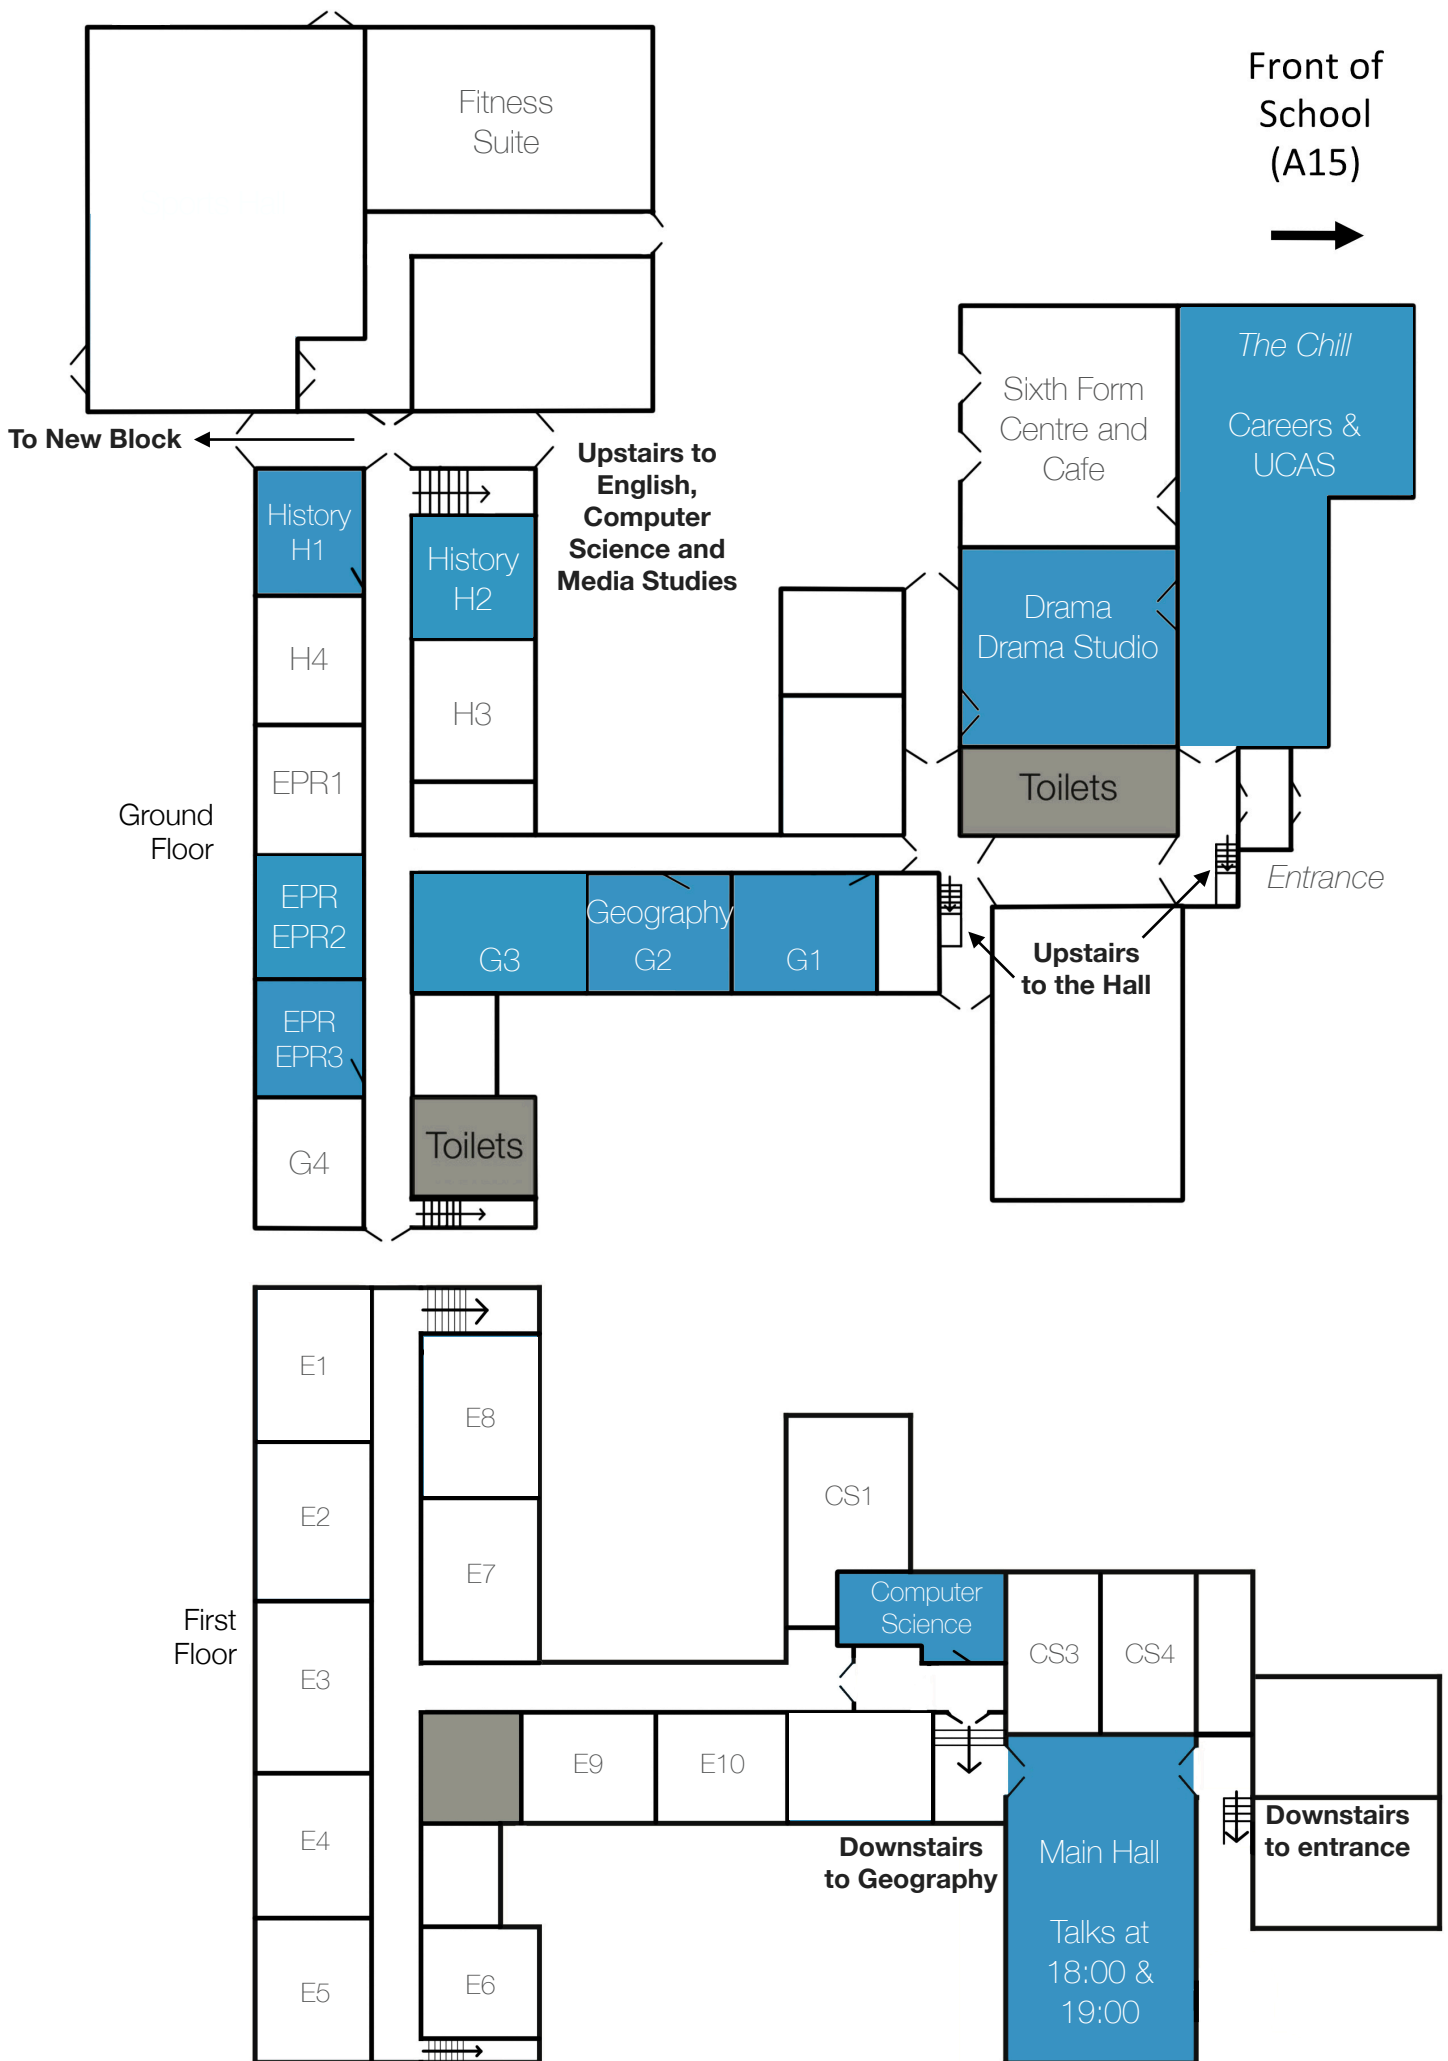 Fitness
Suite
Front of
School
(A15)
To New Block
Upstairs to
English,
Computer
Science and
Media Studies
The Chill
Careers &
UCAS
Sixth Form
Centre and
Cafe
History
H1
History
H2
H4
H3
Drama
Drama Studio
Toilets
EPR1
Ground
Floor
EPR
EPR2
Entrance
Geography
G3
G2
G1
Upstairs
to the Hall
EPR
EPR3
Toilets
G4
E1
E8
E2
CS1
E7
Computer
Science
First
Floor
E3
CS3
CS4
E9
E10
E4
Downstairs
to Geography
Main Hall
Talks at
18:00 &
19:00
Downstairs
to entrance
E5
E6